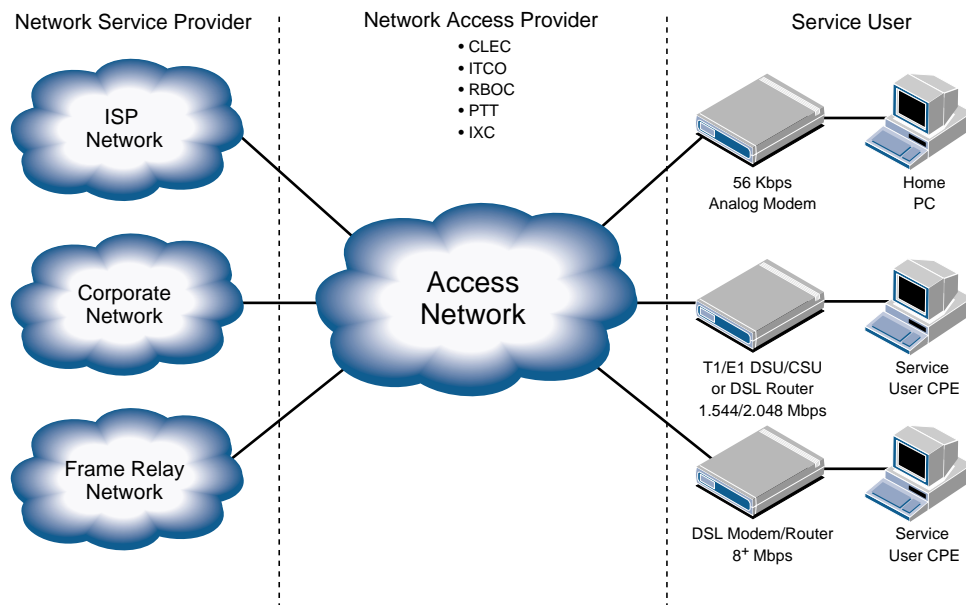 Network Service Provider
Network Access Provider
• CLEC
• ITCO
• RBOC
• PTT
• IXC
Service User
ISP
Network
Corporate
Network
Frame Relay
Network
Access
Network
56 Kbps
Analog Modem
Home
PC
T1/E1 DSU/CSU
or DSL Router
1.544/2.048 Mbps
Service
User CPE
DSL Modem/Router
8+ Mbps
Service
User CPE